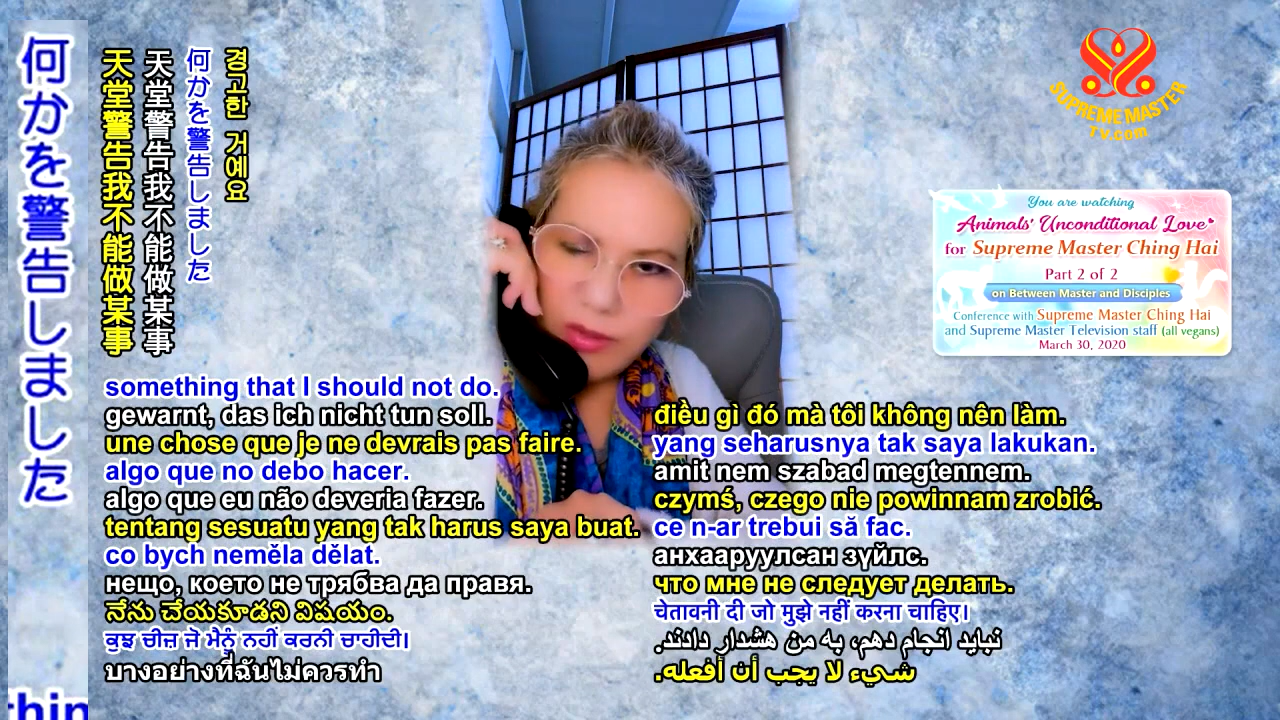 何かを警告しました
天堂警告我不能做某事
天堂警告我不能做某事
何かを警告しました
경고한 거예요
SUPREME MASTER
TV.com
You are watching
Animals' Unconditional Love
for Supreme Master Ching Hai
Part 2 of 2
on Between Master and Disciples
Conference with Supreme Master Ching Hai
and Supreme Master Television staff (all vegans)
March 30, 2020
something that I should not do.
gewarnt, das ich nicht tun soll.
une chose que je ne devrais pas faire.
algo que no debo hacer.
algo que eu não deveria fazer.
tentang sesuatu yang tak harus saya buat.
co bych neměla dělat.
нещо, което не трябва да правя.
నేను చేయకూడని విషయం.
ਕੁਝ ਚੀਜ਼ ਜੋ ਮੈਨੂੰ ਨਹੀਂ ਕਰਨੀ ਚਾਹੀਦੀ।
บางอย่างที่ฉันไม่ควรทำ
điều gì đó mà tôi không nên làm.
yang seharusnya tak saya lakukan.
amit nem szabad megtennem.
czymś, czego nie powinnam zrobić.
ce n-ar trebui să fac.
анхааруулсан зүйлс.
что мне не следует делать.
चेतावनी दी जो मुझे नहीं करना चाहिए।
نباید انجام دهم، به من هشدار دادند.
شيء لا يجب أن أفعله.